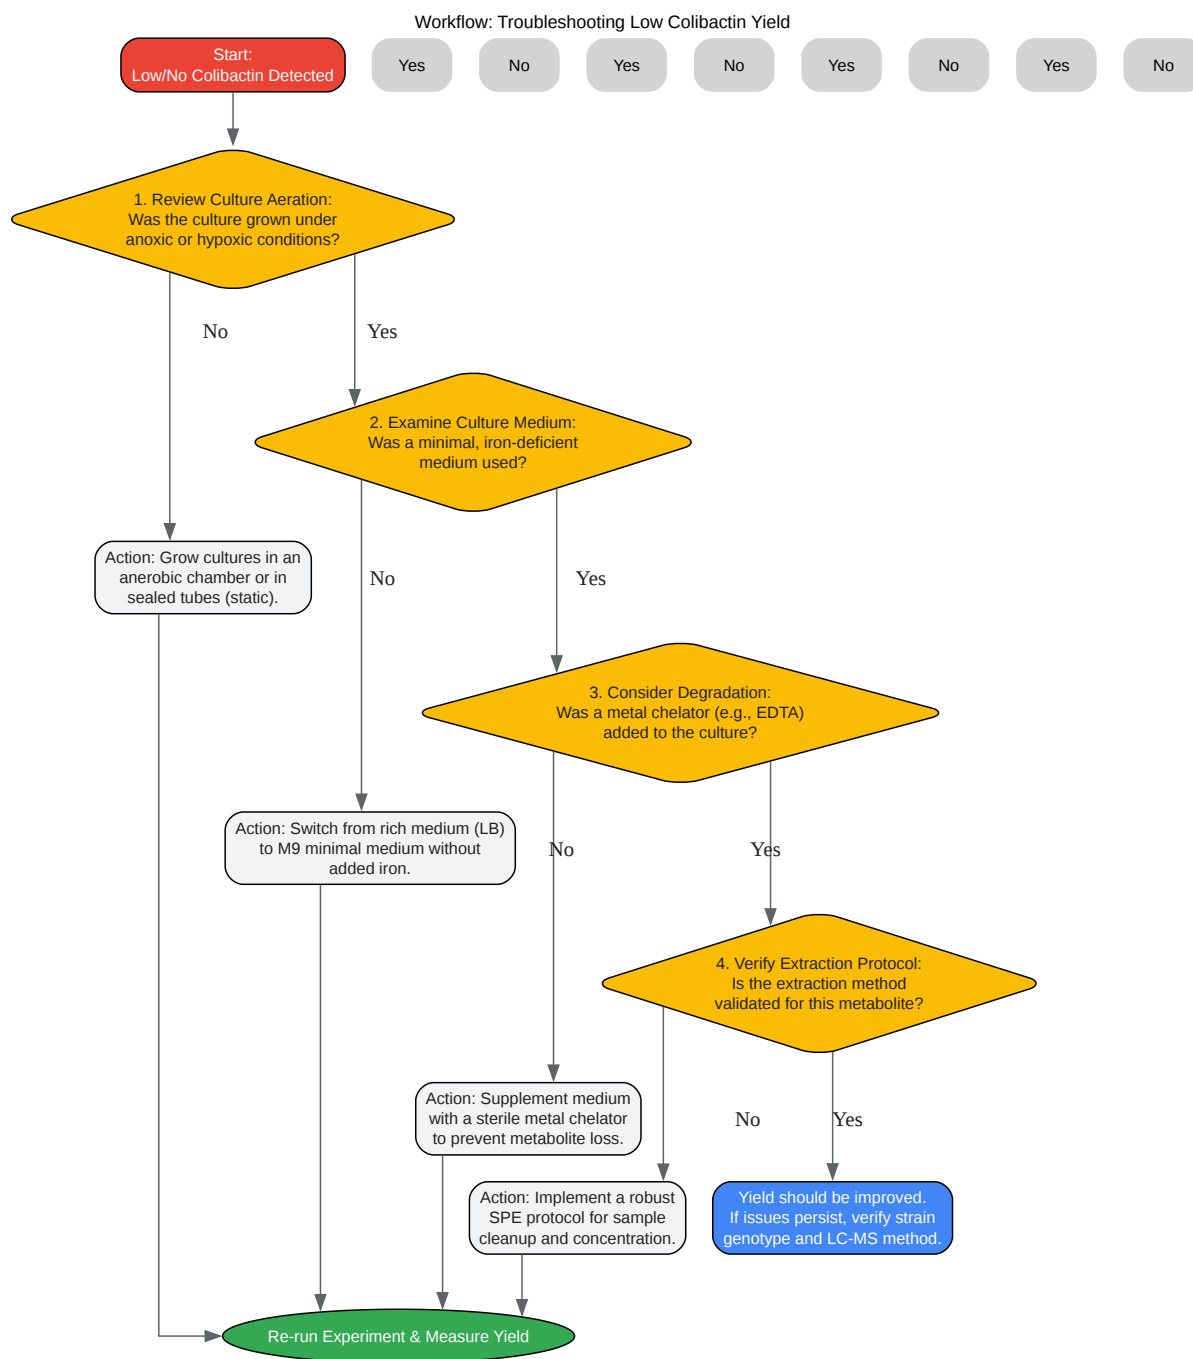 Workflow: Troubleshooting Low Colibactin Yield
Start:
Low/No Colibactin Detected
Yes
No
Yes
No
Yes
No
Yes
No
1. Review Culture Aeration:
Was the culture grown under
anoxic or hypoxic conditions?
No
Yes
2. Examine Culture Medium:
Was a minimal, iron-deficient
medium used?
Action: Grow cultures in an
anerobic chamber or in
sealed tubes (static).
No
Yes
3. Consider Degradation:
Was a metal chelator (e.g., EDTA)
added to the culture?
Action: Switch from rich medium (LB)
to M9 minimal medium without
added iron.
No
Yes
4. Verify Extraction Protocol:
Is the extraction method
validated for this metabolite?
Action: Supplement medium
with a sterile metal chelator
to prevent metabolite loss.
No
Yes
Action: Implement a robust
SPE protocol for sample
cleanup and concentration.
Yield should be improved.
If issues persist, verify strain
genotype and LC-MS method.
Re-run Experiment & Measure Yield